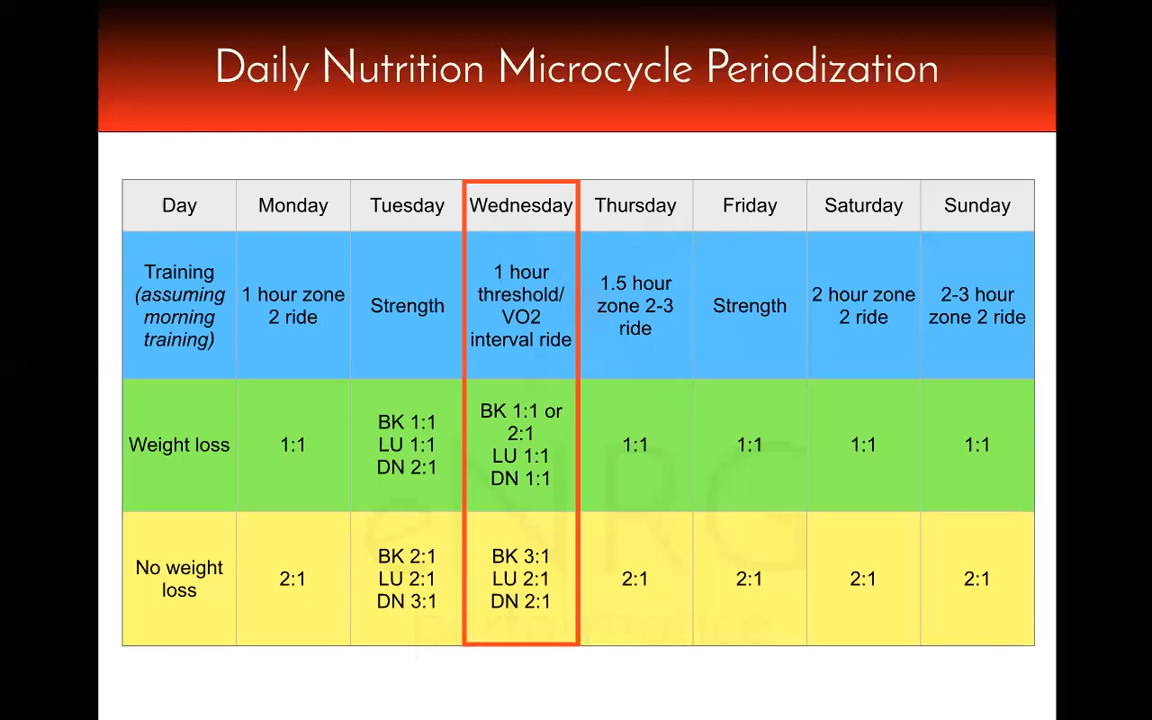 Daily Nutrition Microcycle Periodization
Day
Monday
Tuesday
Wednesday
Thursday
Friday
Saturday
Sunday
Training
(assuming
morning
training)
1 hour zone
2 ride
Strength
1 hour
threshold/
VO2
interval ride
1.5 hour
zone 2-3
ride
Strength
2 hour zone
2 ride
2-3 hour
zone 2 ride
Weight loss
1:1
BK 1:1
LU 1:1
DN 2:1
BK 1:1 or
2:1
LU 1:1
DN 1:1
1:1
1:1
1:1
1:1
No weight
loss
2:1
BK 2:1
LU 2:1
DN 3:1
BK 3:1
LU 2:1
DN 2:1
2:1
2:1
2:1
2:1
eNRG
performance